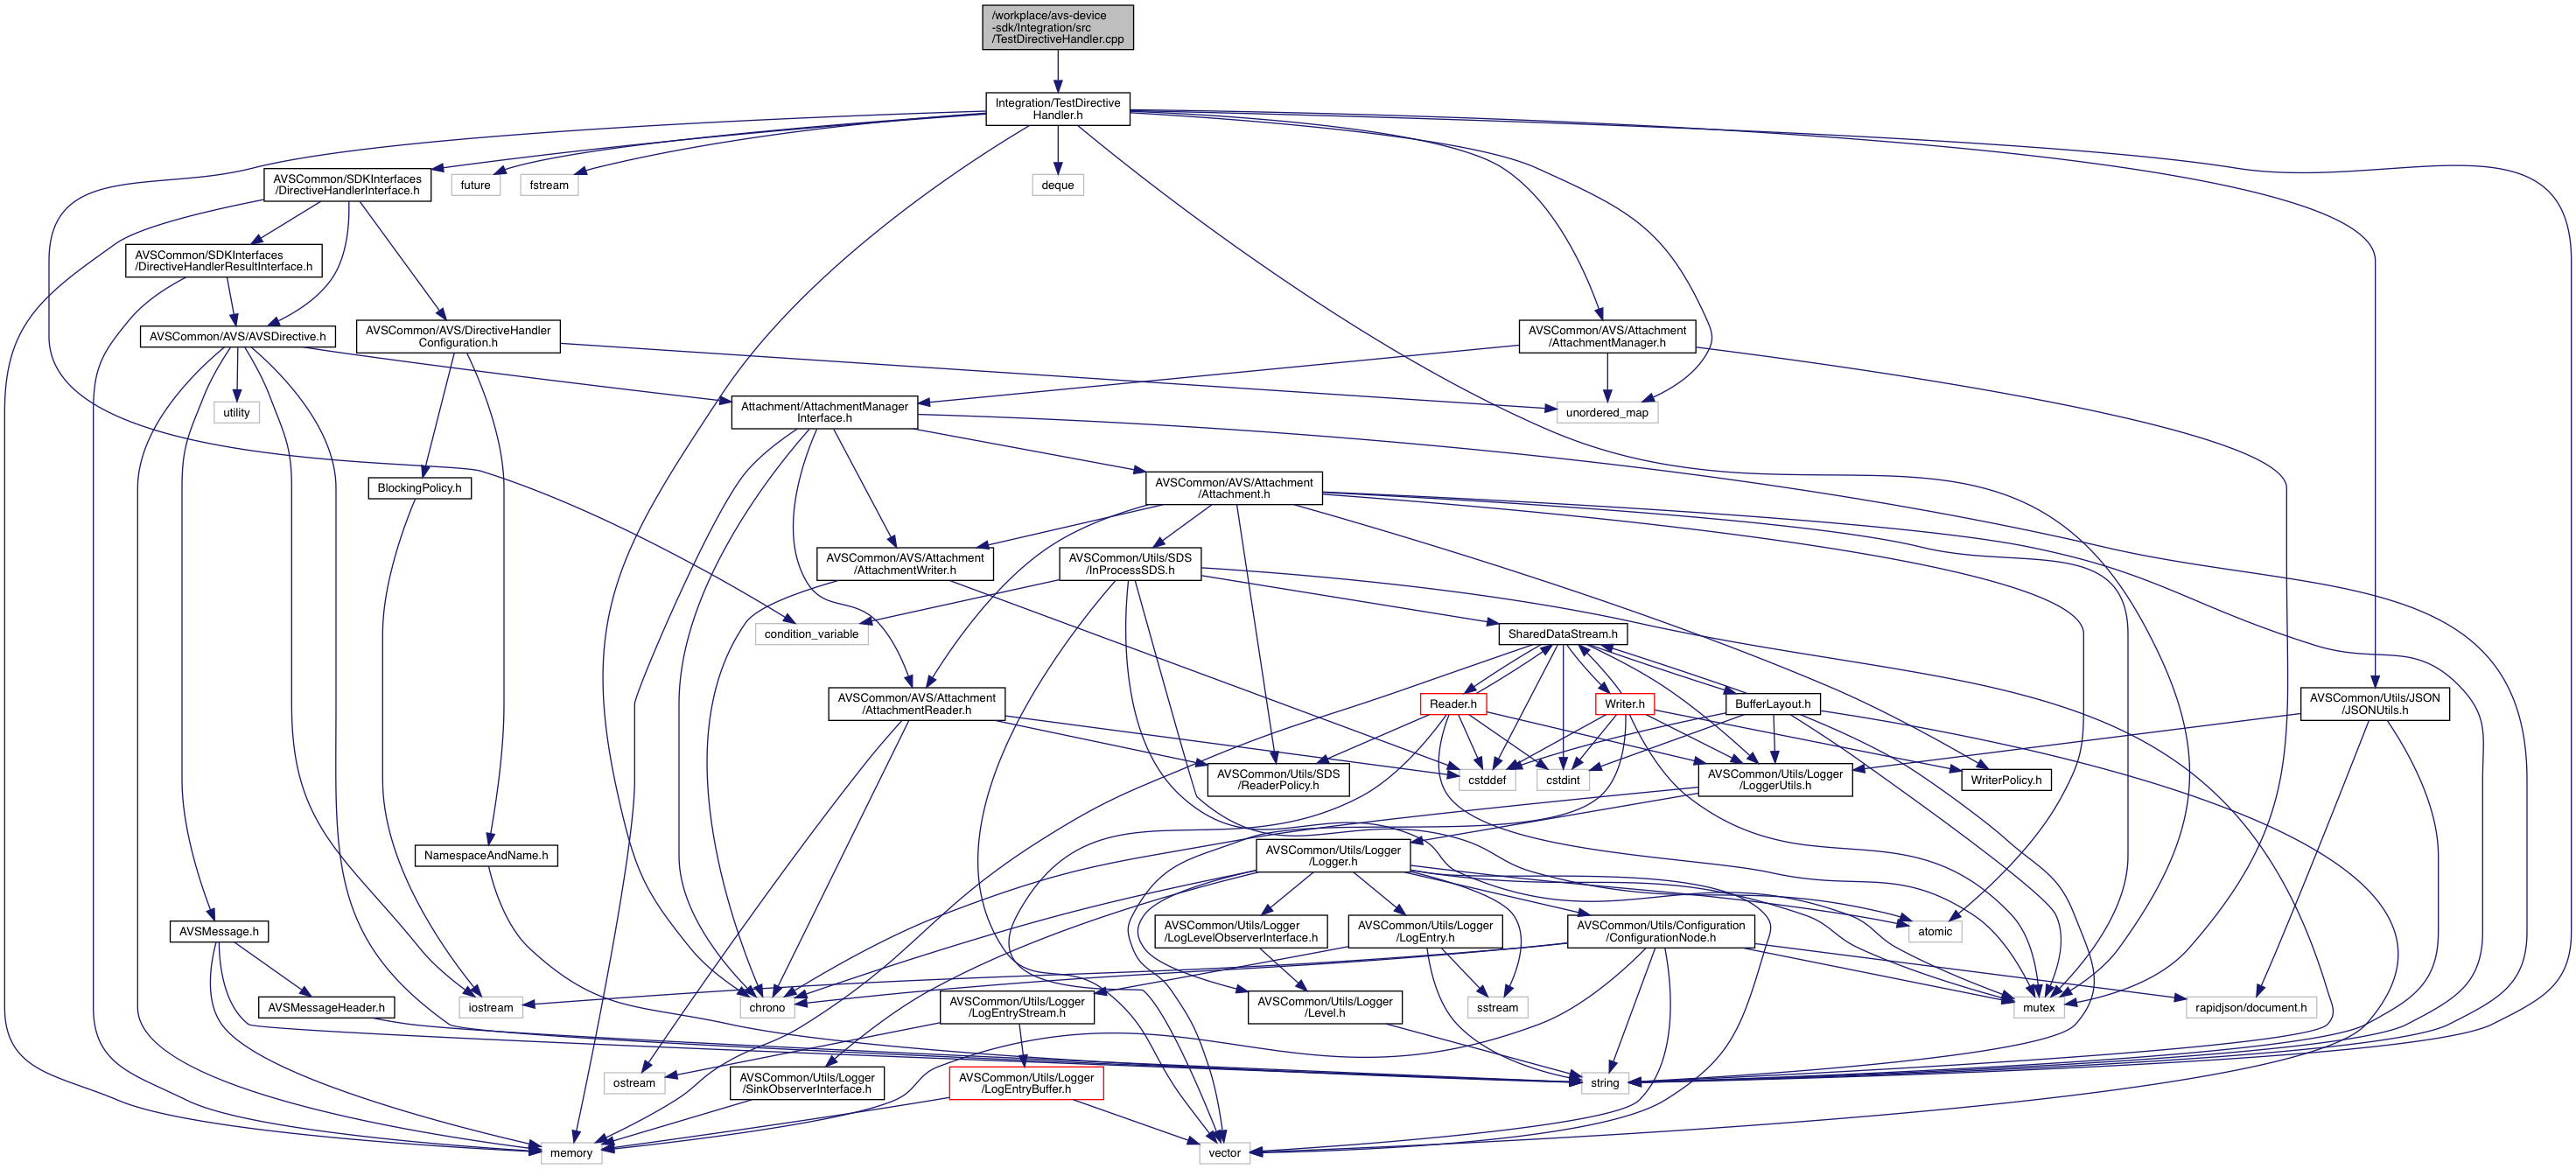 /workplace/avs-device
-sdk/Integration/src
/TestDirectiveHandler.cpp
Integration/TestDirective
Handler.h
AVSCommon/SDKInterfaces
/DirectiveHandlerInterface.h
future
fstream
deque
AVSCommon/SDKInterfaces
/DirectiveHandlerResultInterface.h
AVSCommon/AVS/AVSDirective.h
AVSCommon/AVS/DirectiveHandler
Configuration.h
AVSCommon/AVS/Attachment
/AttachmentManager.h
utility
Attachment/AttachmentManager
Interface.h
unordered_map
BlockingPolicy.h
AVSCommon/AVS/Attachment
/Attachment.h
AVSCommon/AVS/Attachment
/AttachmentWriter.h
AVSCommon/Utils/SDS
/InProcessSDS.h
condition_variable
SharedDataStream.h
AVSCommon/AVS/Attachment
/AttachmentReader.h
Reader.h
Writer.h
BufferLayout.h
AVSCommon/Utils/JSON
/JSONUtils.h
AVSCommon/Utils/SDS
/ReaderPolicy.h
cstddef
cstdint
AVSCommon/Utils/Logger
/LoggerUtils.h
WriterPolicy.h
NamespaceAndName.h
AVSCommon/Utils/Logger
/Logger.h
AVSMessage.h
AVSCommon/Utils/Logger
/LogLevelObserverInterface.h
AVSCommon/Utils/Logger
/LogEntry.h
AVSCommon/Utils/Configuration
/ConfigurationNode.h
atomic
AVSMessageHeader.h
iostream
chrono
AVSCommon/Utils/Logger
/LogEntryStream.h
AVSCommon/Utils/Logger
/Level.h
sstream
mutex
rapidjson/document.h
ostream
AVSCommon/Utils/Logger
/SinkObserverInterface.h
AVSCommon/Utils/Logger
/LogEntryBuffer.h
string
memory
vector